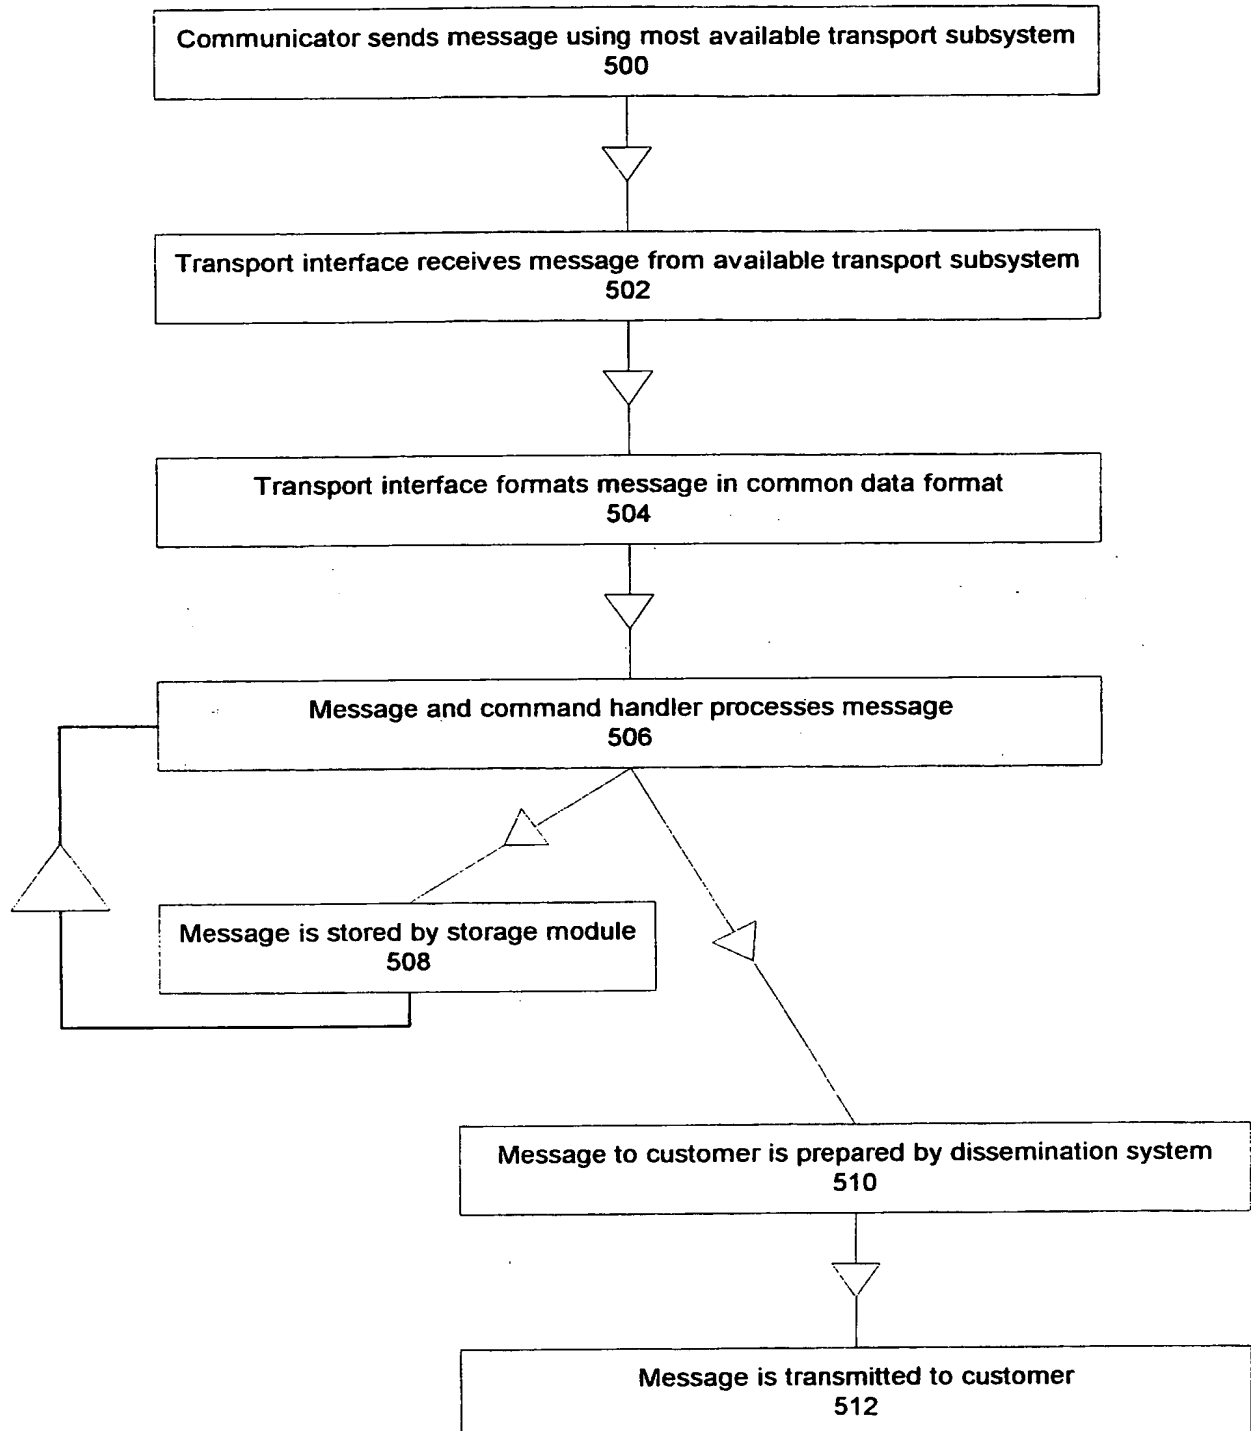 Communicator sends message using most available transport subsystem
500
Transport interface receives message from available transport subsystem
502
Transport interface formats message in common data format
504
Message and command handler processes message
506
Message is stored by storage module
508
Message to customer is prepared by dissemination system
510
Message is transmitted to customer
512